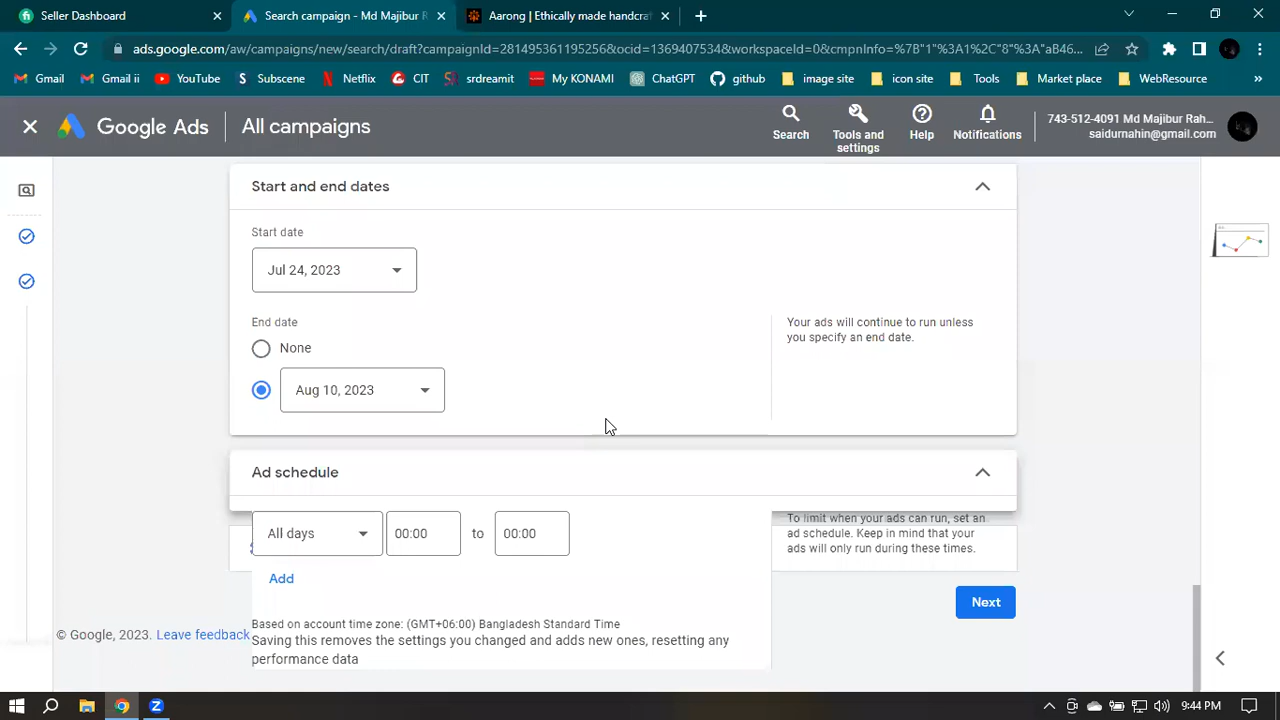 Seller Dashboard
Search campaign - Md Majibur R
Aarong | Ethically made handcraf
ads.google.com/aw/campaigns/new/search/draft?campaignId=281495361195256&ocid=13694075534&workspaceId=0&cmpnInfo=%7B"1"%3A1%2C"8"%3A"aB46...
Gmail
Gmail ii
YouTube
Subscene
Netflix
CIT
srdreamit
My KONAMI
ChatGPT
github
image site
icon site
Tools
Market place
WebResource
»
Google Ads
All campaigns
Search
Tools and settings
Help
Notifications
743-512-4091 Md Majibur Rah...
saidurnahin@gmail.com
Start and end dates
Start date
Jul 24, 2023
End date
None
Aug 10, 2023
Your ads will continue to run unless
you specify an end date.
Ad schedule
All days
00:00
to
00:00
To limit when your ads can run, set an
ad schedule. Keep in mind that your
ads will only run during these times.
Add
Next
Based on account time zone: (GMT+06:00) Bangladesh Standard Time
Saving this removes the settings you changed and adds new ones, resetting any
performance data
© Google, 2023. Leave feedback
9:44 PM